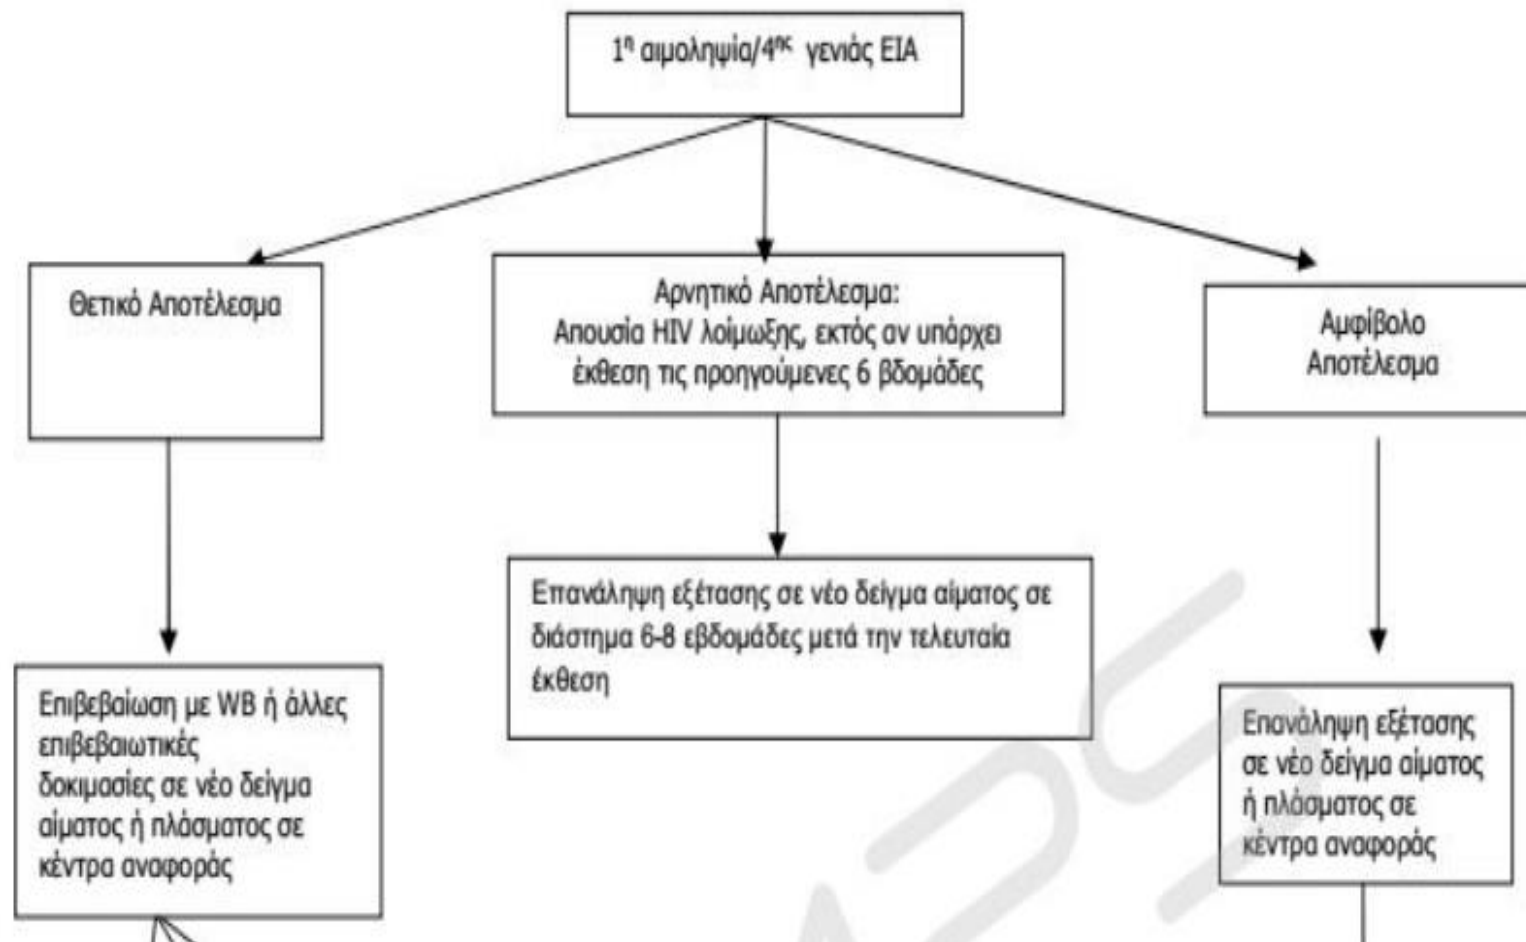 1η αιμοληψία/4ης γενιάς EIA
Θετικό Αποτέλεσμα
Αρνητικό Αποτέλεσμα:
Απουσία HIV λοίμωξης, εκτός αν υπάρχει
έκθεση τις προηγούμενες 6 βδομάδες
Αμφίβολο
Αποτέλεσμα
Επανάληψη εξέτασης σε νέο δείγμα αίματος σε
διάστημα 6-8 εβδομάδες μετά την τελευταία
έκθεση
Επιβεβαίωση με WB ή άλλες
επιβεβαιωτικές
δοκιμασίες σε νέο δείγμα
αίματος ή πλάσματος σε
κέντρα αναφοράς
Επανάληψη εξέτασης
σε νέο δείγμα αίματος
ή πλάσματος σε
κέντρα αναφοράς